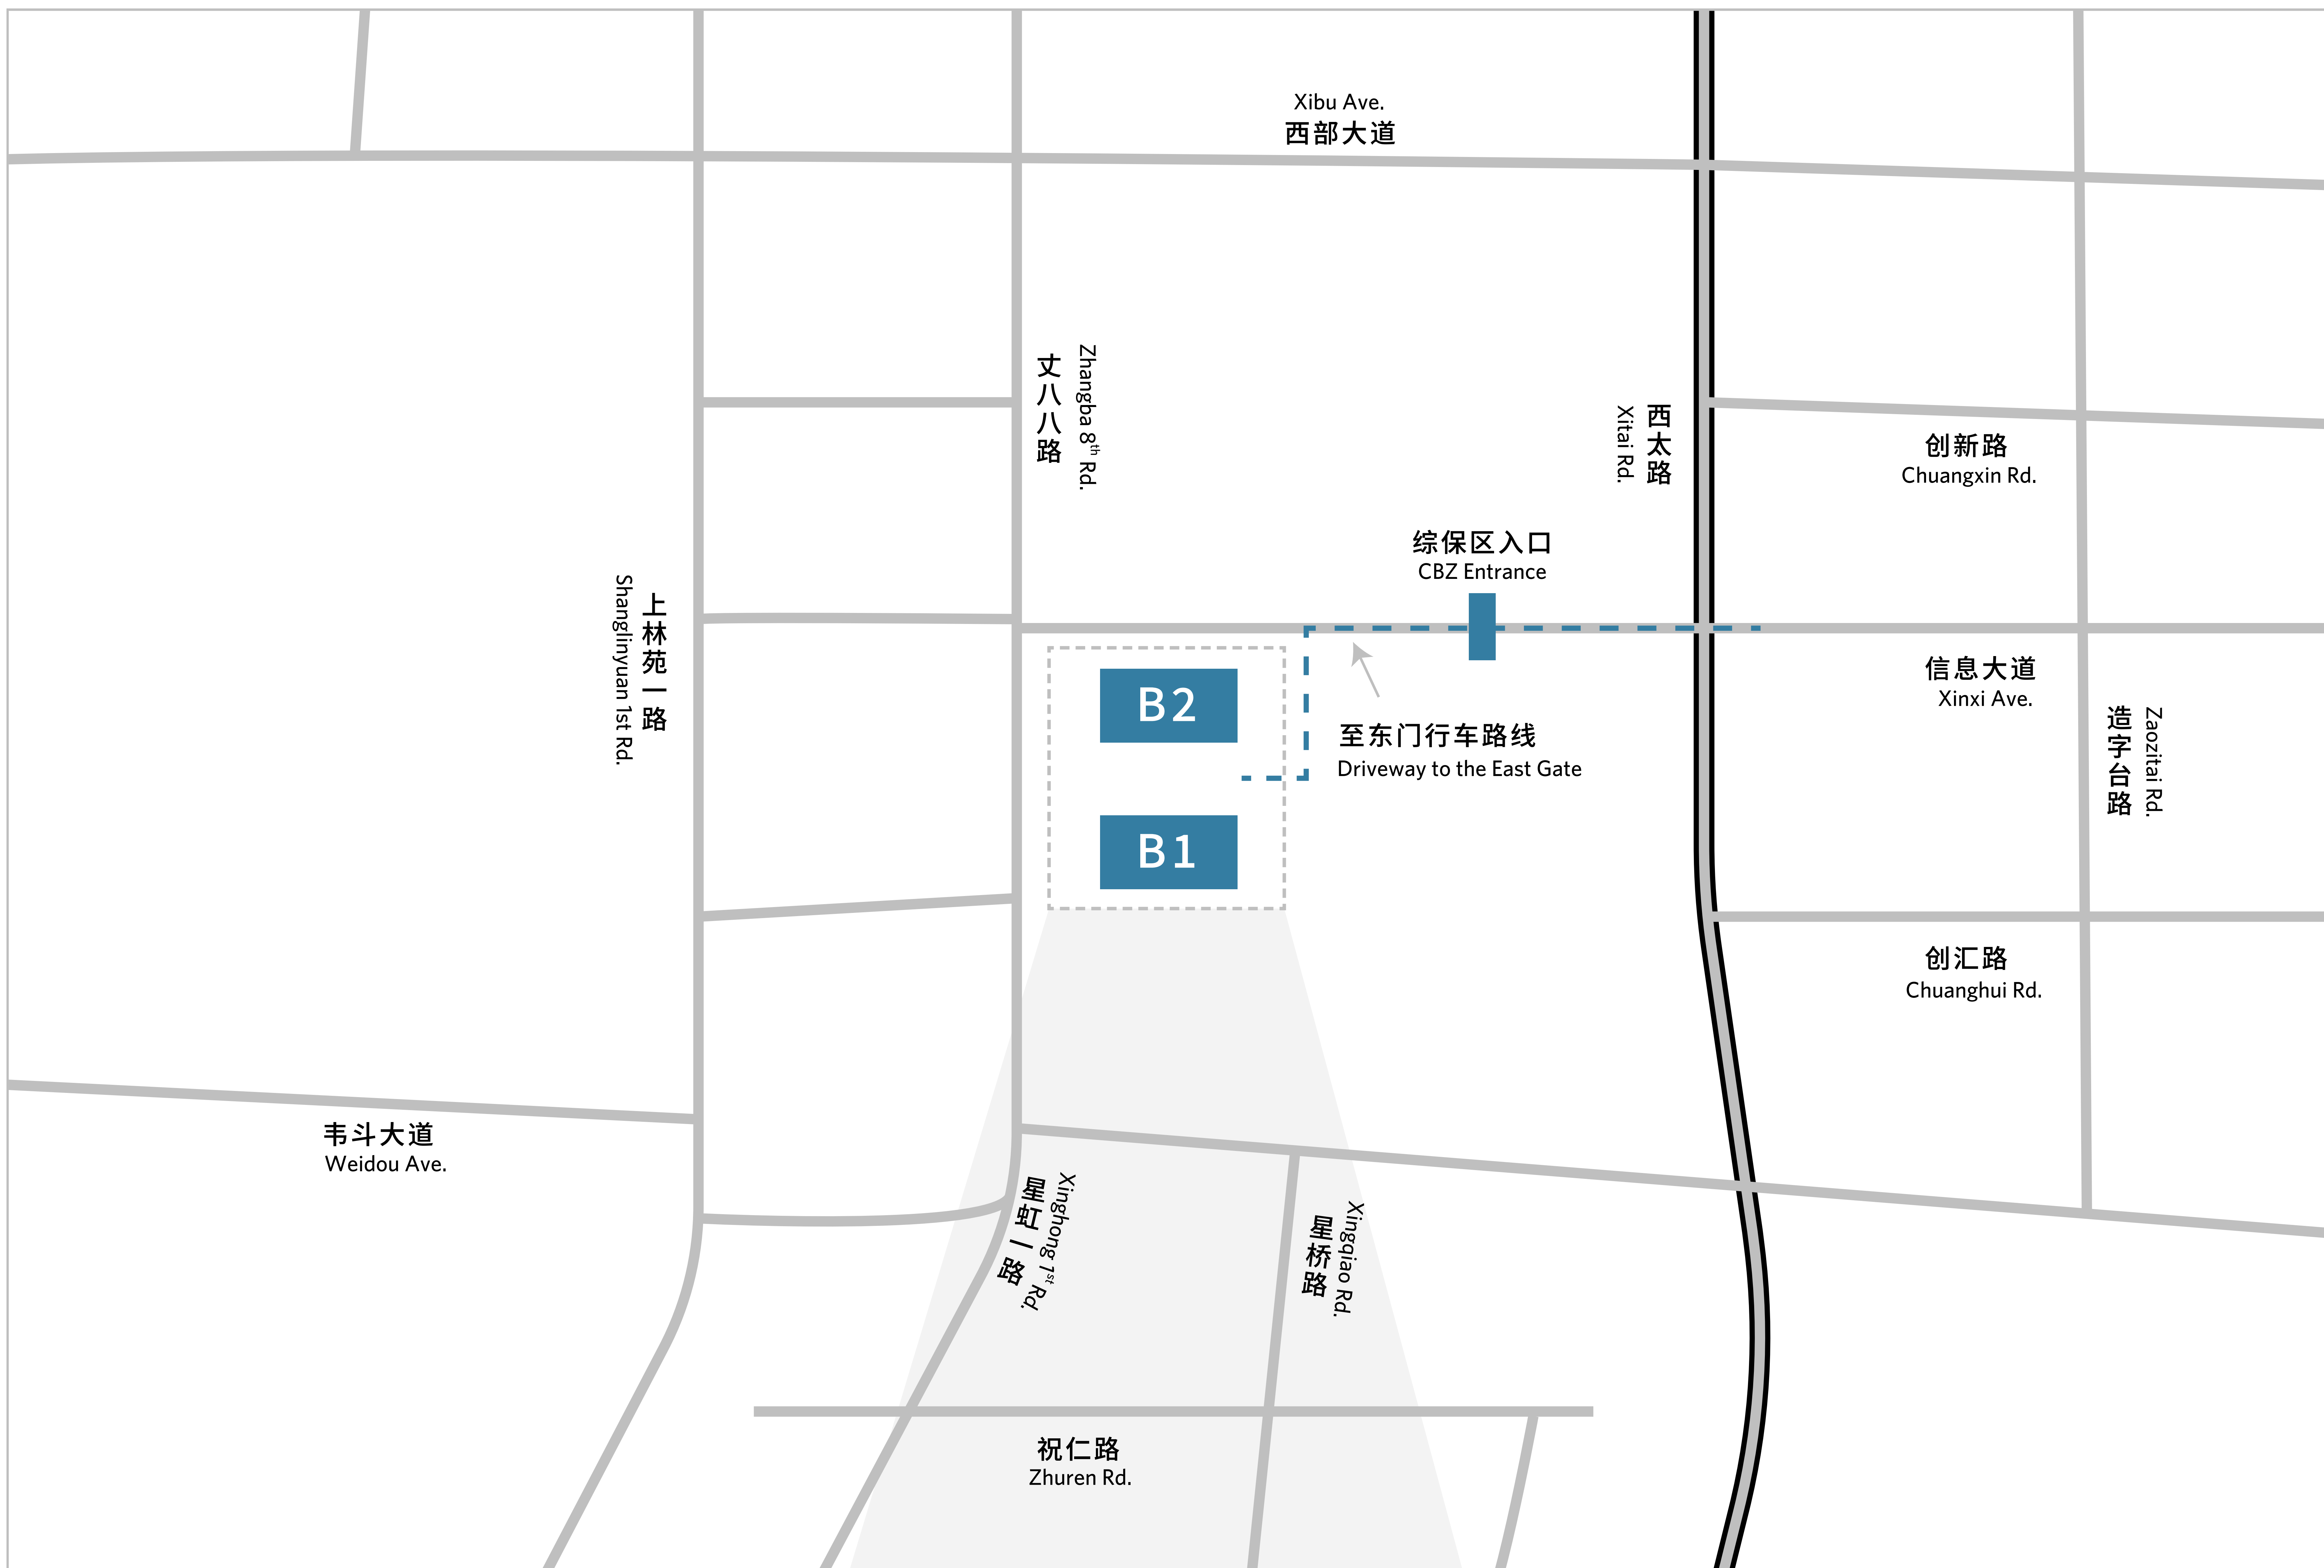 Xibu Ave.
西部大道
丈八八路
Zhangba 8th Rd.
西太路
Xitai Rd.
创新路
Chuangxin Rd.
综保区入口
CBZ Entrance
上林苑一路
Shanglinyuan 1st Rd.
信息大道
Xinxi Ave.
B2
至东门行车路线
Driveway to the East Gate
造字台路
Zaozitai Rd.
B1
创汇路
Chuanghui Rd.
韦斗大道
Weidou Ave.
星虹一路
Xinghong 1st Rd.
星桥路
Xingqiao Rd.
祝仁路
Zhuren Rd.